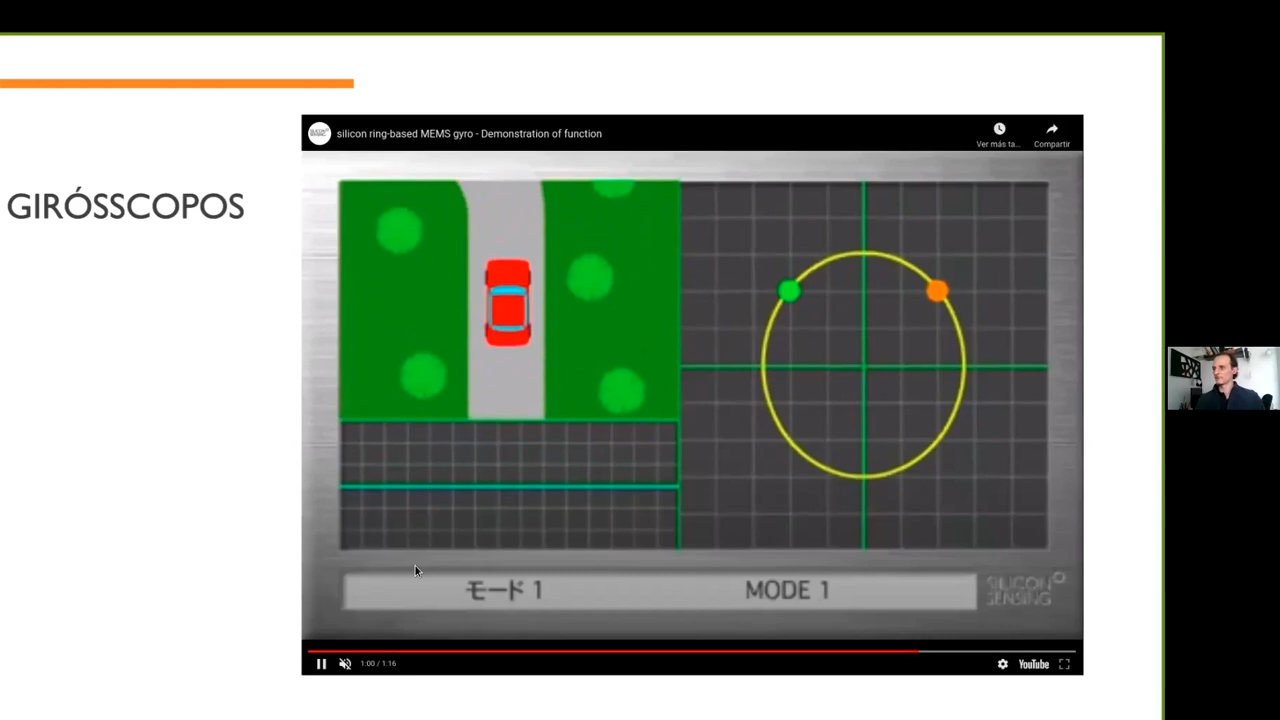 silicon ring-based MEMS gyro - Demonstration of function
Ver más ta...
Compartir
GIRÓSSCOPOS
モード 1
MODE 1
SILICON
SENSING
1:00 / 1:16
YouTube